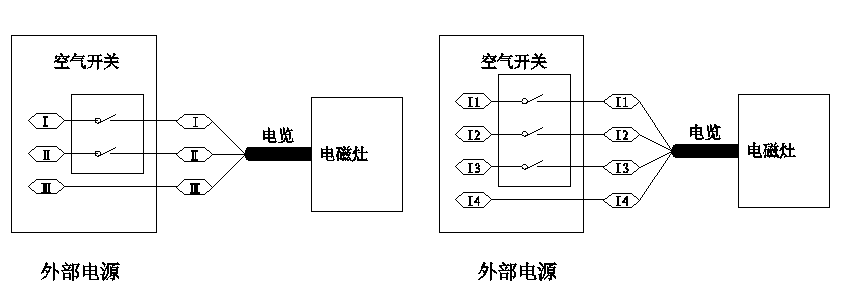 空气开关
I I
II II
III III
电览
电磁灶
外部电源
空气开关
I1 I1
I2 I2
I3 I3
I4 I4
电览
电磁灶
外部电源